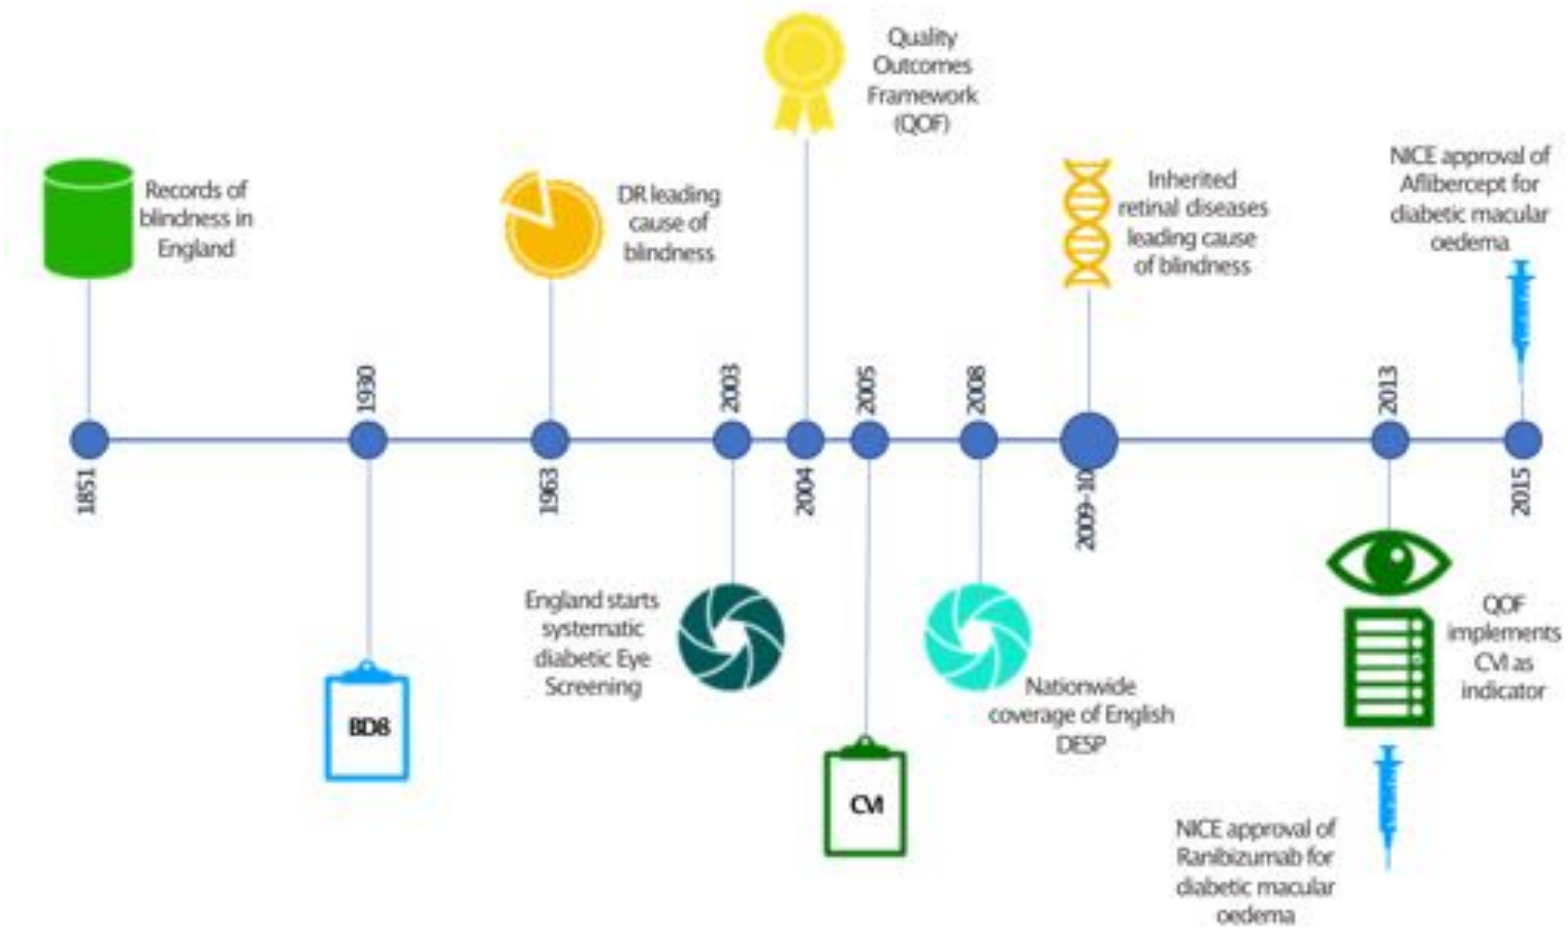 Quality
Outcomes
Framework
(QOF)
NICE approval of
Aflibercept for
diabetic macular
oedema
Records of
blindness in
England
DR leading
cause of
blindness
Inherited
retinal diseases
leading cause
of blindness
1851
1930
1963
2003
2004
2005
2008
2009-10
2013
2015
BD8
England starts
systematic
diabetic Eye
Screening
CVI
Nationwide
coverage of English
DESP
QOF
implements
CVI as
indicator
NICE approval of
Ranibizumab for
diabetic macular
oedema